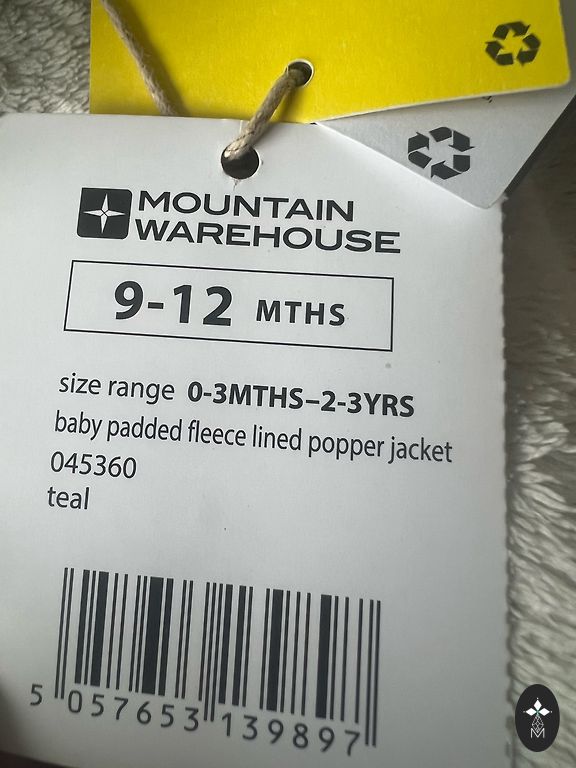 MOUNTAIN
WAREHOUSE
9-12 MTHS
size range 0-3MTHS–2-3YRS
baby padded fleece lined popper jacket
045360
teal
5 057653 139897
M